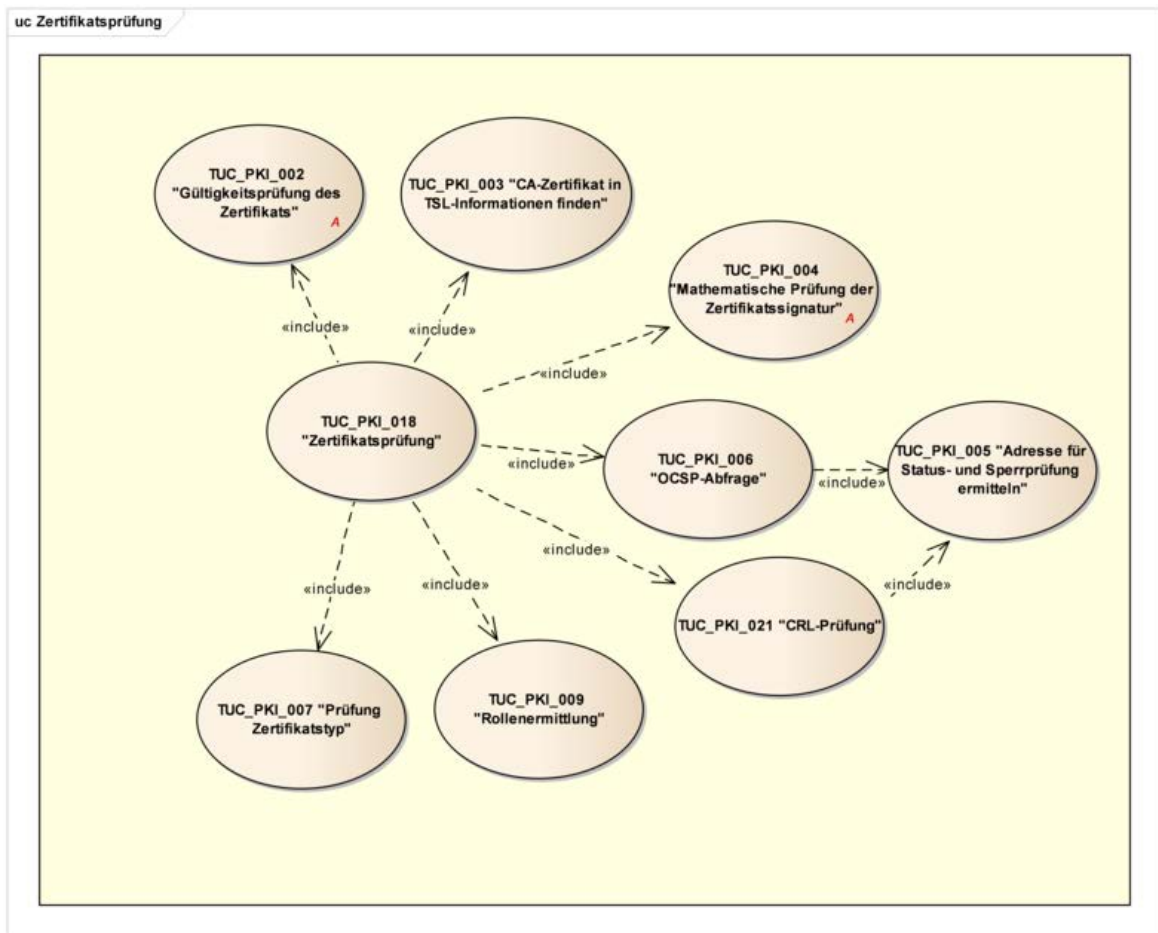 uc Zertifikatsprüfung
TUC_PKI_002
"Gültigkeitsprüfung des
Zertifikats"
A
TUC_PKI_003 "CA-Zertifikat in
TSL-Informationen finden"
TUC_PKI_004
"Mathematische Prüfung der
Zertifikatssignatur"
A
«include»
«include»
«include»
TUC_PKI_018
"Zertifikatsprüfung"
«include»
TUC_PKI_006
"OCSP-Abfrage"
«include»
TUC_PKI_005 "Adresse für
Status- und Sperrprüfung
ermitteln"
«include»
«include»
«include»
«include»
TUC_PKI_021 "CRL-Prüfung"
TUC_PKI_007 "Prüfung
Zertifikatstyp"
TUC_PKI_009
"Rollenermittlung"